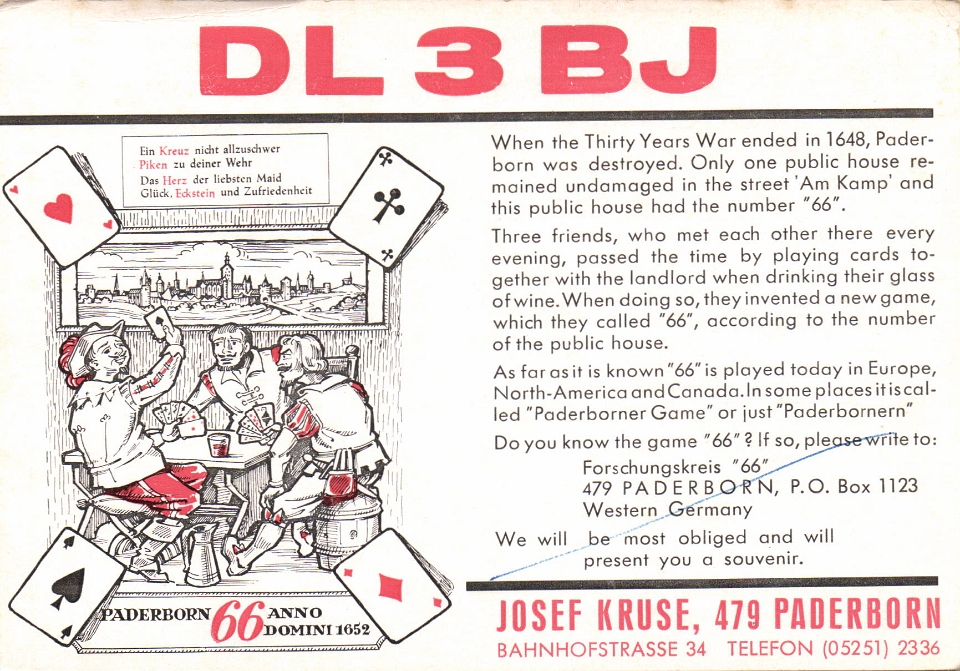 DL 3 BJ
Ein Kreuz nicht allzuschwer
Piken zu deiner Wehr
Das Herz der liebsten Maid
Glück, Eckstein und Zufriedenheit
PADERBORN 66 ANNO
DOMINI 1652
When the Thirty Years War ended in 1648, Pader-
born was destroyed. Only one public house re-
mained undamaged in the street 'Am Kamp' and
this public house had the number "66".
Three friends, who met each other there every
evening, passed the time by playing cards to-
gether with the landlord when drinking their glass
of wine. When doing so, they invented a new game,
which they called "66", according to the number
of the public house.
As far as it is known "66" is played today in Europe,
North-America and Canada. In some places it is cal-
led "Paderborner Game" or just "Paderbornern"
Do you know the game "66"? If so, please write to:
Forschungskreis "66"
479 PADERBORN, P.O. Box 1123
Western Germany
We will be most obliged and will
present you a souvenir.
JOSEF KRUSE, 479 PADERBORN
BAHNHOFSTRASSE 34 TELEFON (05251) 2336